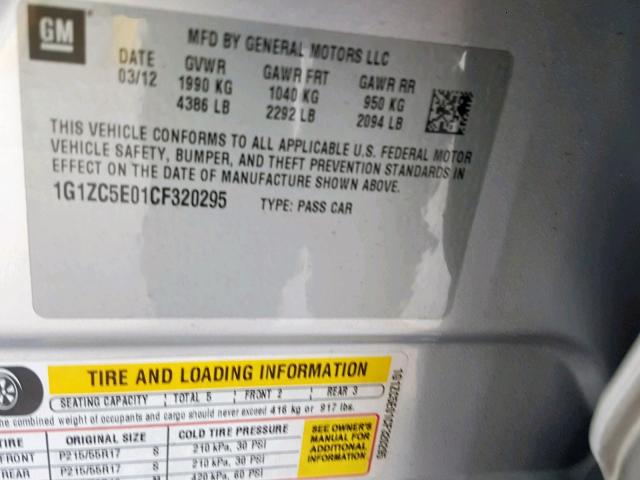 GM
MFD BY GENERAL MOTORS LLC
DATE GVWR GAWR FRT GAWR RR
03/12 1990 KG 1040 KG 950 KG
4386 LB 2292 LB 2094 LB
THIS VEHICLE CONFORMS TO ALL APPLICABLE U.S. FEDERAL MOTOR
VEHICLE SAFETY, BUMPER, AND THEFT PREVENTION STANDARDS IN
EFFECT ON THE DATE OF MANUFACTURE SHOWN ABOVE.
1G1ZC5E01CF320295 TYPE: PASS CAR
TIRE AND LOADING INFORMATION
SEATING CAPACITY TOTAL 5 FRONT 2 REAR 3
combined weight of occupants and cargo should never exceed 416 kg or 917 lbs.
TIRE ORIGINAL SIZE COLD TIRE PRESSURE
FRONT P215/55R17 S 210 kPa, 30 PSI
REAR P215/55R17 S 210 kPa, 30 PSI
420 kPa, 60 PSI
SEE OWNER'S
MANUAL FOR
ADDITIONAL
INFORMATION
1G1ZC5E01CF320295